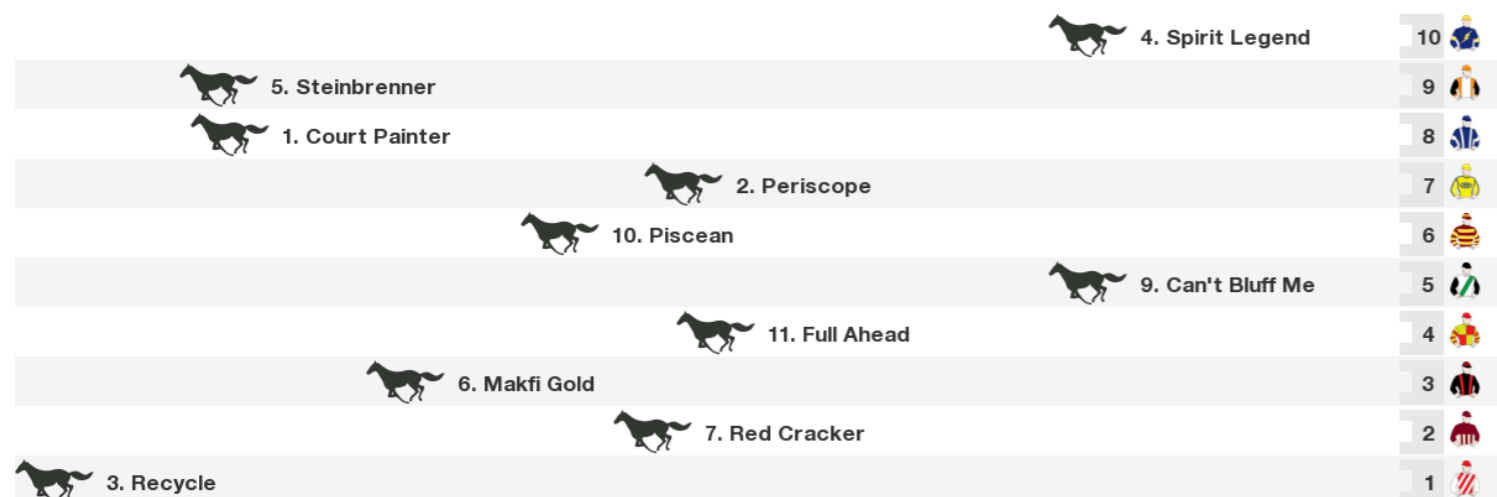 4. Spirit Legend 10
5. Steinbrenner 9
1. Court Painter 8
2. Periscope 7
10. Piscean 6
9. Can't Bluff Me 5
11. Full Ahead 4
6. Makfi Gold 3
7. Red Cracker 2
3. Recycle 1